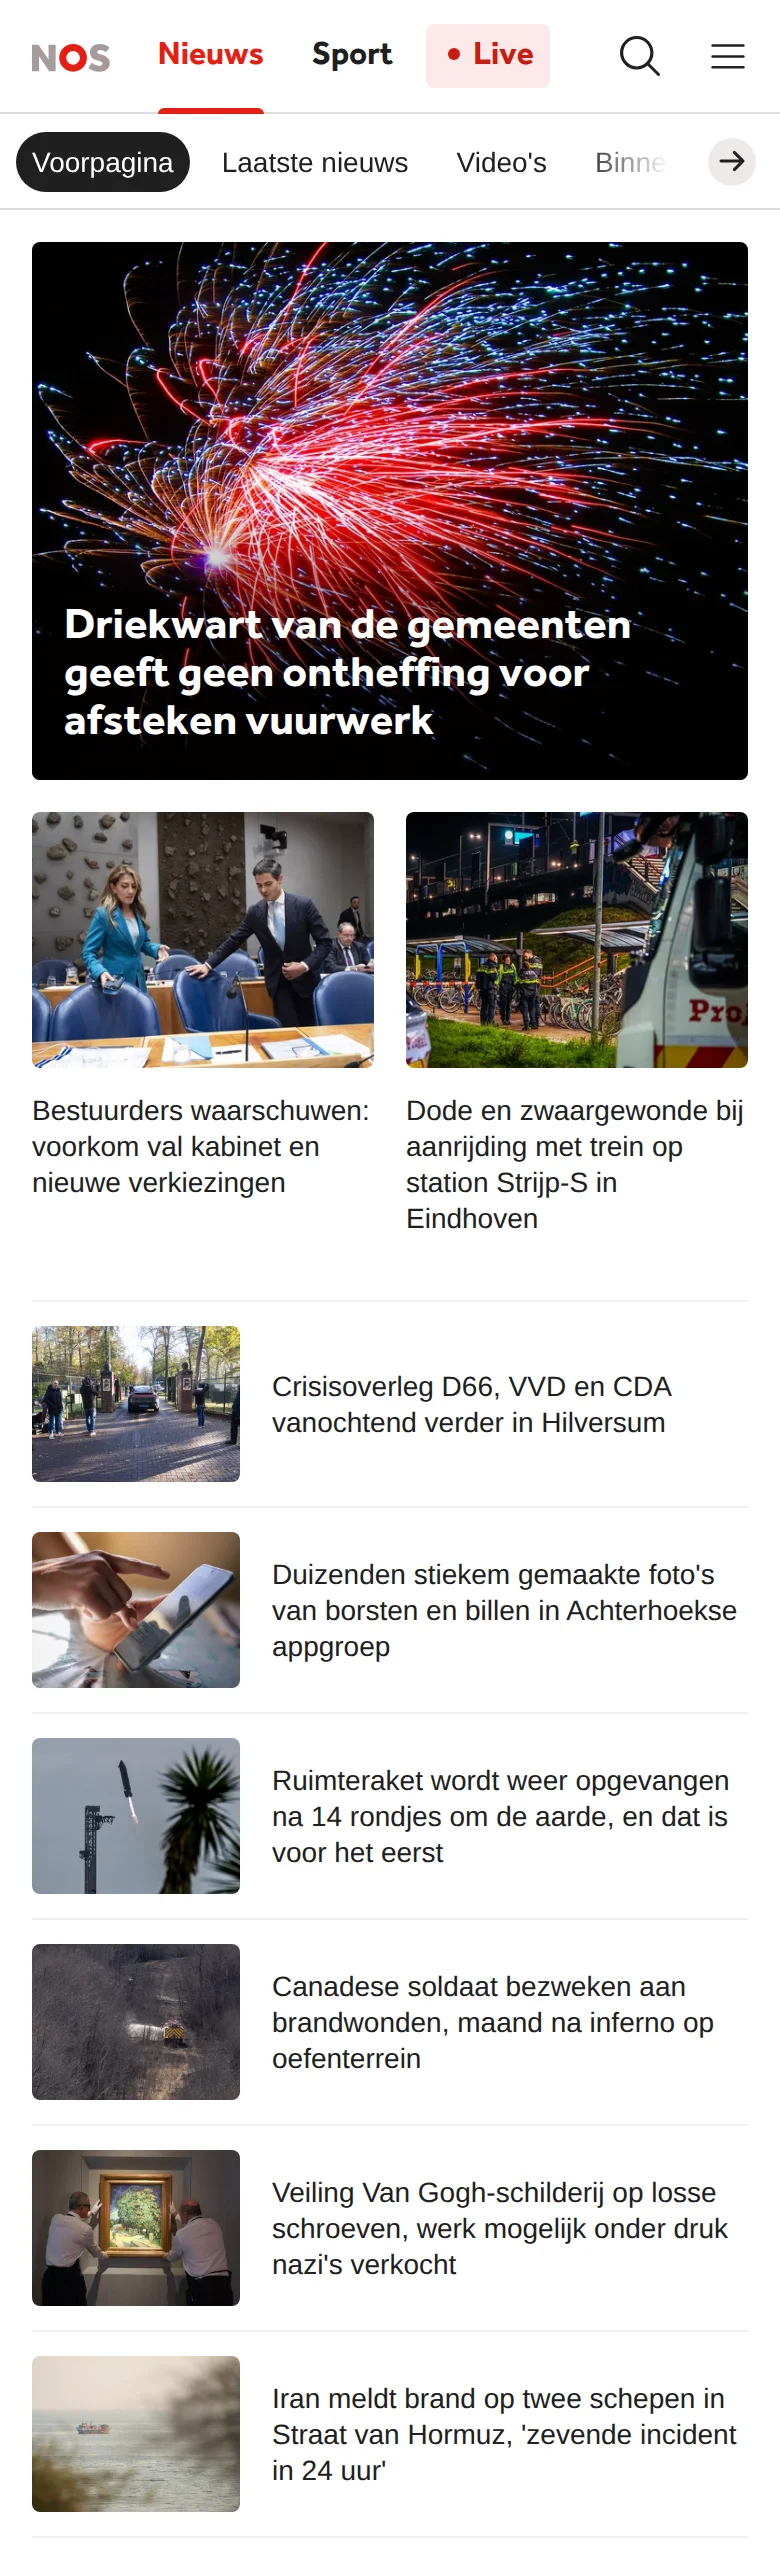 NOS Nieuws Sport Live
Voorpagina Laatste nieuws Video's Binne
Driekwart van de gemeenten
geeft geen ontheffing voor
afsteken vuurwerk
Pro
Bestuurders waarschuwen:
voorkom val kabinet en
nieuwe verkiezingen
Dode en zwaargewonde bij
aanrijding met trein op
station Strijp-S in
Eindhoven
Crisisoverleg D66, VVD en CDA
vanochtend verder in Hilversum
Duizenden stiekem gemaakte foto's
van borsten en billen in Achterhoekse
appgroep
Ruimteraket wordt weer opgevangen
na 14 rondjes om de aarde, en dat is
voor het eerst
Canadese soldaat bezweken aan
brandwonden, maand na inferno op
oefenterrein
Veiling Van Gogh-schilderij op losse
schroeven, werk mogelijk onder druk
nazi's verkocht
Iran meldt brand op twee schepen in
Straat van Hormuz, 'zevende incident
in 24 uur'